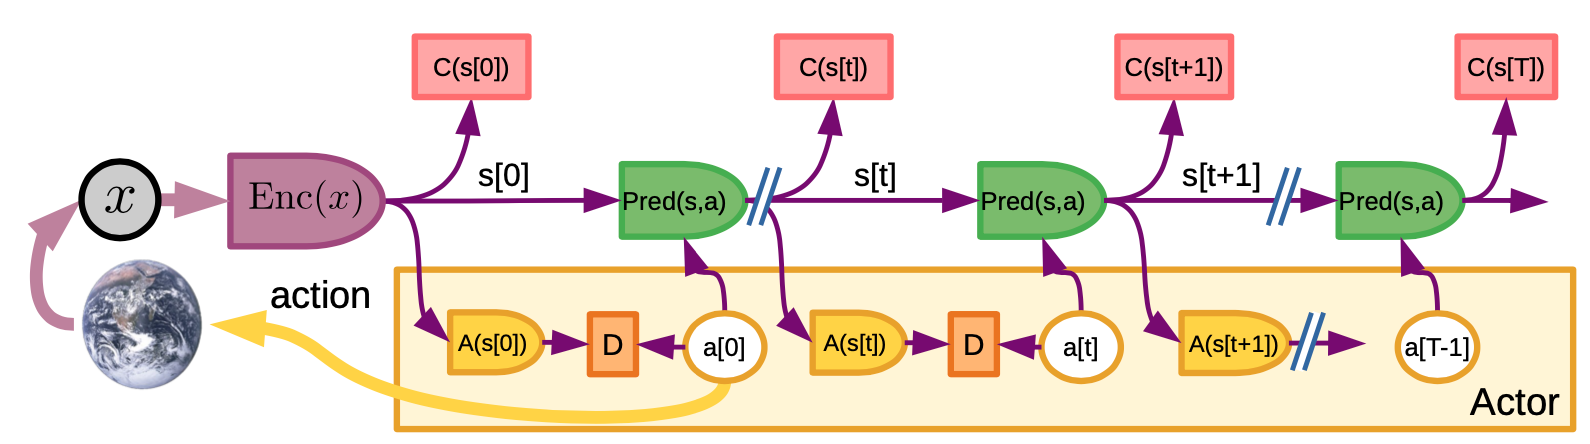 C(s[0])
C(s[t])
C(s[t+1])
C(s[T])
x
Enc(x)
s[0]
Pred(s,a)
s[t]
Pred(s,a)
s[t+1]
Pred(s,a)
action
A(s[0])
D
a[0]
A(s[t])
D
a[t]
A(s[t+1])
a[T-1]
Actor